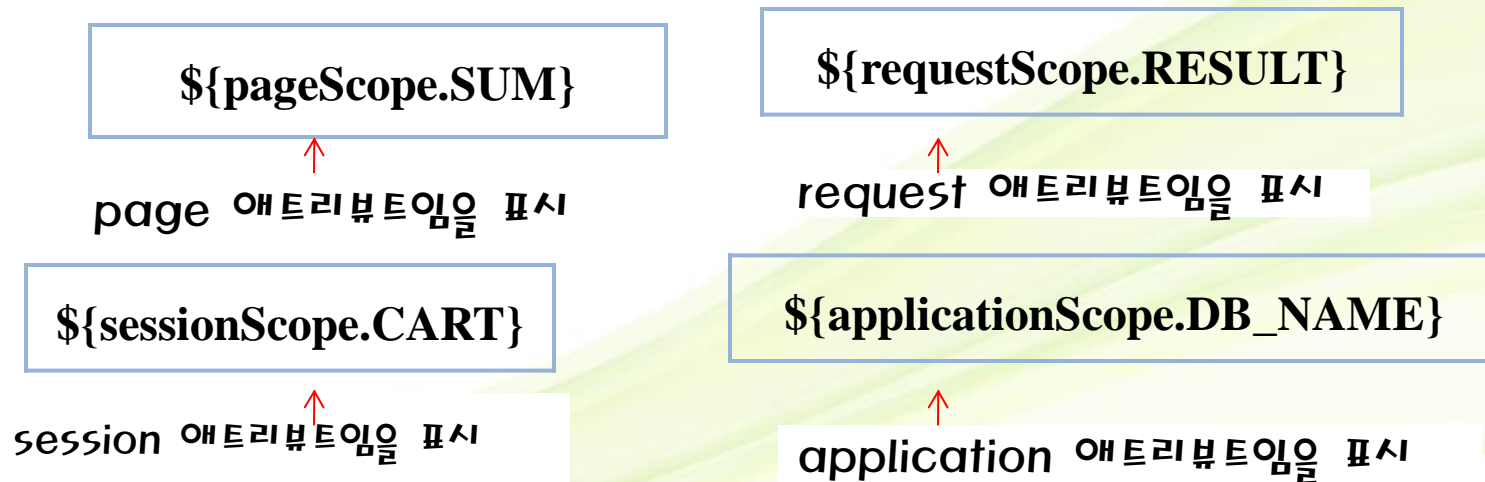 ${pageScope.SUM}
${requestScope.RESULT}
page 애트리뷰트임을 표시
request 애트리뷰트임을 표시
${sessionScope.CART}
${applicationScope.DB_NAME}
session 애트리뷰트임을 표시
application 애트리뷰트임을 표시